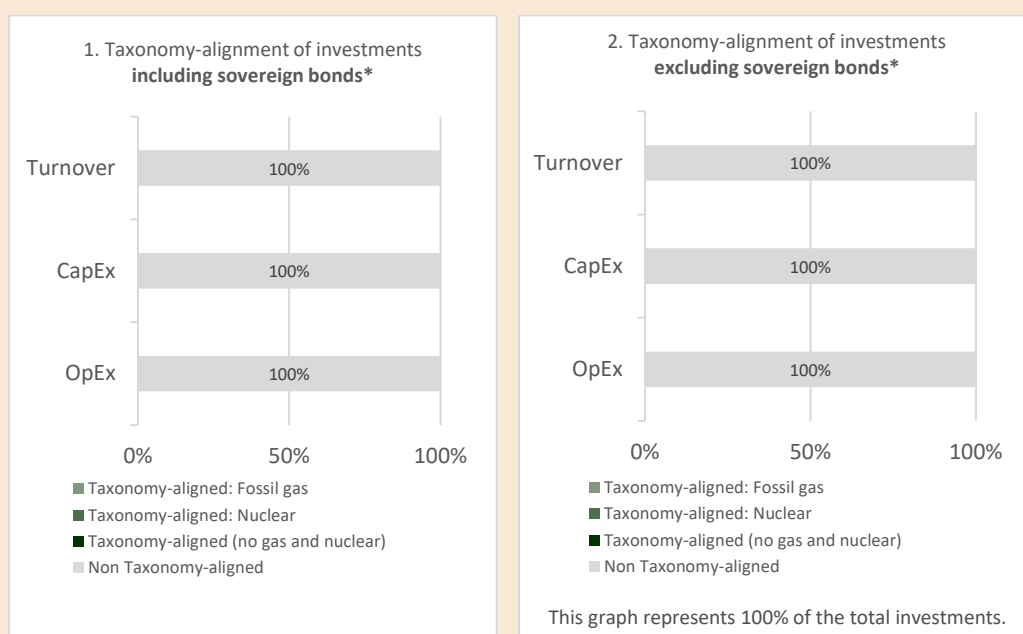 1. Taxonomy-alignment of investments
including sovereign bonds*
Turnover
100%
CapEx
100%
OpEx
100%
0%
50%
100%
Taxonomy-aligned: Fossil gas
Taxonomy-aligned: Nuclear
Taxonomy-aligned (no gas and nuclear)
Non Taxonomy-aligned
2. Taxonomy-alignment of investments
excluding sovereign bonds*
Turnover
100%
CapEx
100%
OpEx
100%
0%
50%
100%
Taxonomy-aligned: Fossil gas
Taxonomy-aligned: Nuclear
Taxonomy-aligned (no gas and nuclear)
Non Taxonomy-aligned
This graph represents 100% of the total investments.